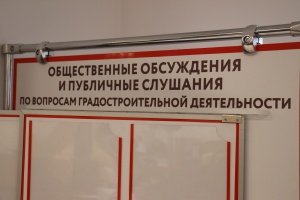 ОБЩЕСТВЕННЫЕ ОБСУЖДЕНИЯ
И ПУБЛИЧНЫЕ СЛУШАНИЯ
ПО ВОПРОСАМ ГРАДОСТРОИТЕЛЬНОЙ ДЕЯТЕЛЬНОСТИ